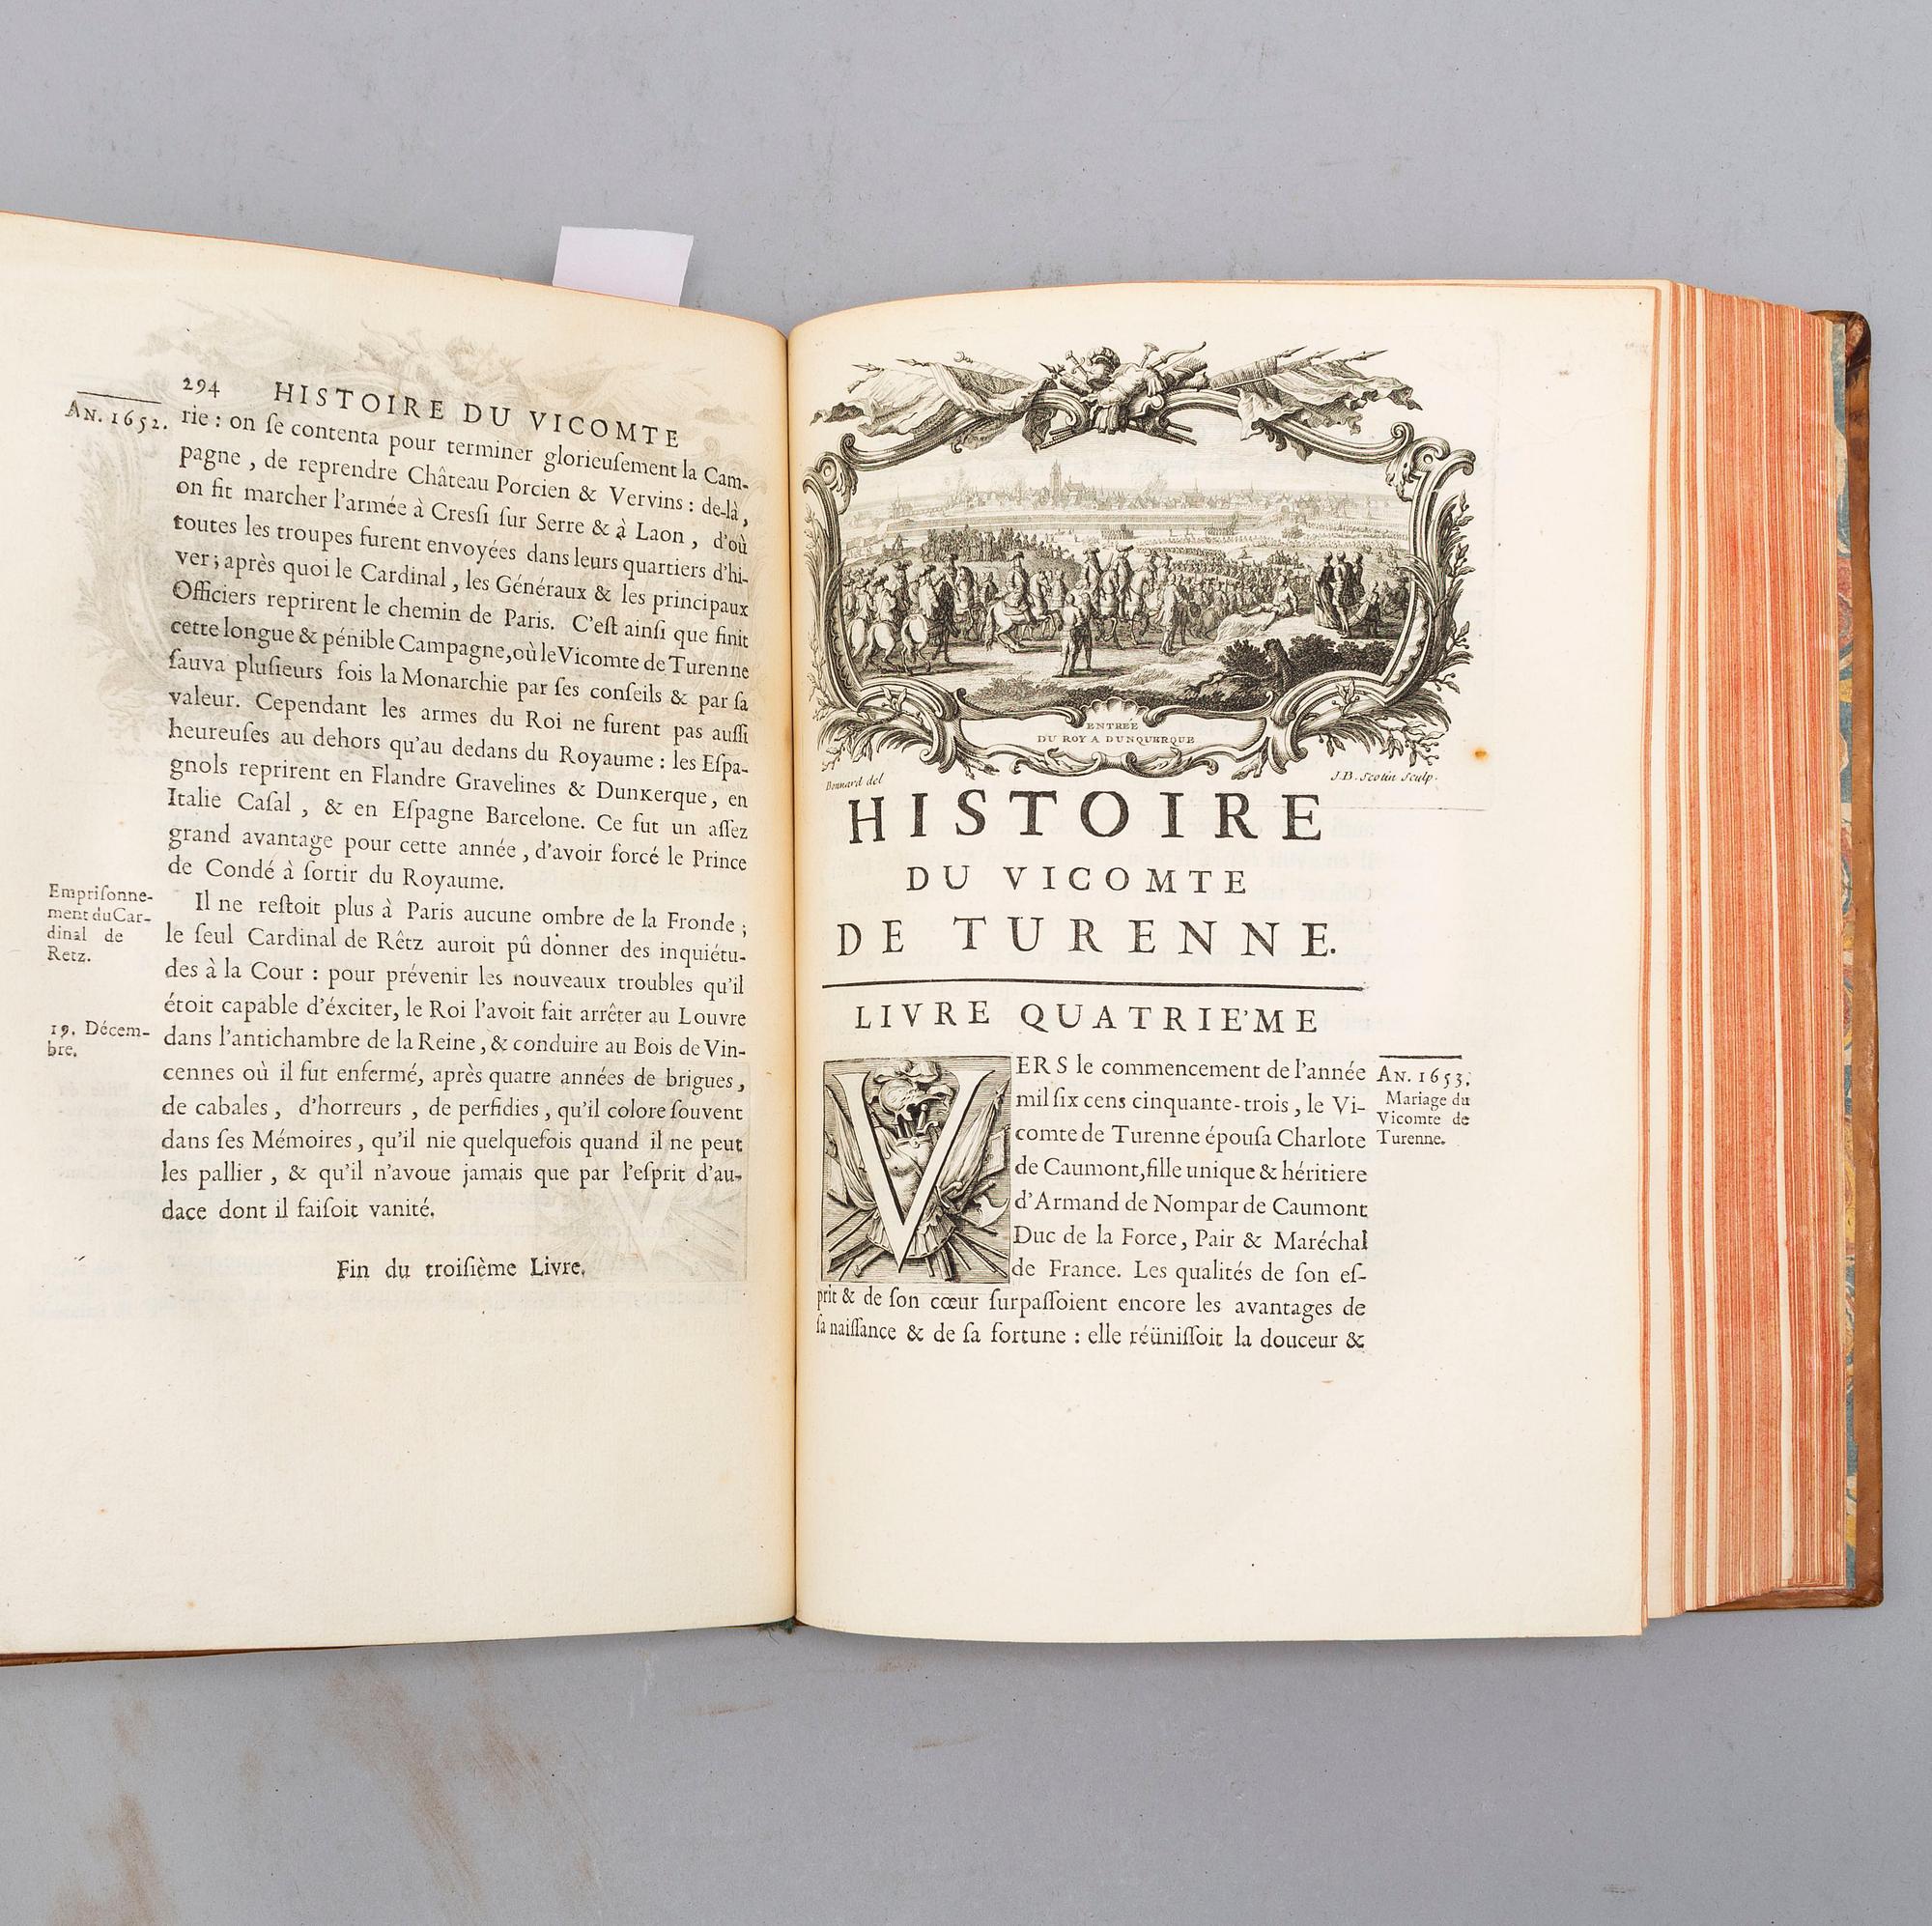 294 HISTOIRE DU VICOMTE
An. 1652.
rie : on ſe contenta pour terminer glorieuſement la Cam-
pagne , de reprendre Château Porcien & Vervins : de-là ,
on fit marcher l'armée à Creſſi ſur Serre & à Laon , d'où
toutes les troupes furent envoyées dans leurs quartiers d'hi-
ver ; après quoi le Cardinal , les Généraux & les principaux
Officiers reprirent le chemin de Paris. C'eſt ainſi que finit
cette longue & pénible Campagne, où le Vicomte de Turenne
ſauva pluſieurs fois la Monarchie par ſes conſeils & par ſa
valeur. Cependant les armes du Roi ne furent pas auſſi
heureuſes au dehors qu'au dedans du Royaume : les Eſpa-
gnols reprirent en Flandre Gravelines & Dunkerque, en
Italie Caſal , & en Eſpagne Barcelone. Ce fut un aſſez
grand avantage pour cette année , d'avoir forcé le Prince
de Condé à ſortir du Royaume.
Empriſonne-
ment du Car-
dinal de
Retz.
Il ne reſtoit plus à Paris aucune ombre de la Fronde ;
le ſeul Cardinal de Rêtz auroit pû donner des inquiétu-
des à la Cour : pour prévenir les nouveaux troubles qu'il
étoit capable d'éxciter, le Roi l'avoit fait arrêter au Louvre
19. Décem-
bre.
dans l'antichambre de la Reine , & conduire au Bois de Vin-
cennes où il fut enfermé, après quatre années de brigues ,
de cabales , d'horreurs , de perfidies , qu'il colore ſouvent
dans ſes Mémoires , qu'il nie quelquefois quand il ne peut
les pallier , & qu'il n'avoue jamais que par l'eſprit d'au-
dace dont il faiſoit vanité.
Fin du troiſième Livre.
ENTRÉE
DU ROY A DUNQUERQUE
Bonnard del
J.B. Scotin Sculp.
HISTOIRE
DU VICOMTE
DE TURENNE.
LIVRE QUATRIE'ME
VERS le commencement de l'année
mil ſix cens cinquante-trois , le Vi-
comte de Turenne épouſa Charlote
de Caumont, fille unique & héritiere
d'Armand de Nompar de Caumont
Duc de la Force, Pair & Maréchal
de France. Les qualités de ſon eſ-
prit & de ſon cœur ſurpaſſoient encore les avantages de
ſa naiſſance & de ſa fortune : elle réüniſſoit la douceur &
An. 1653.
Mariage du
Vicomte de
Turenne.